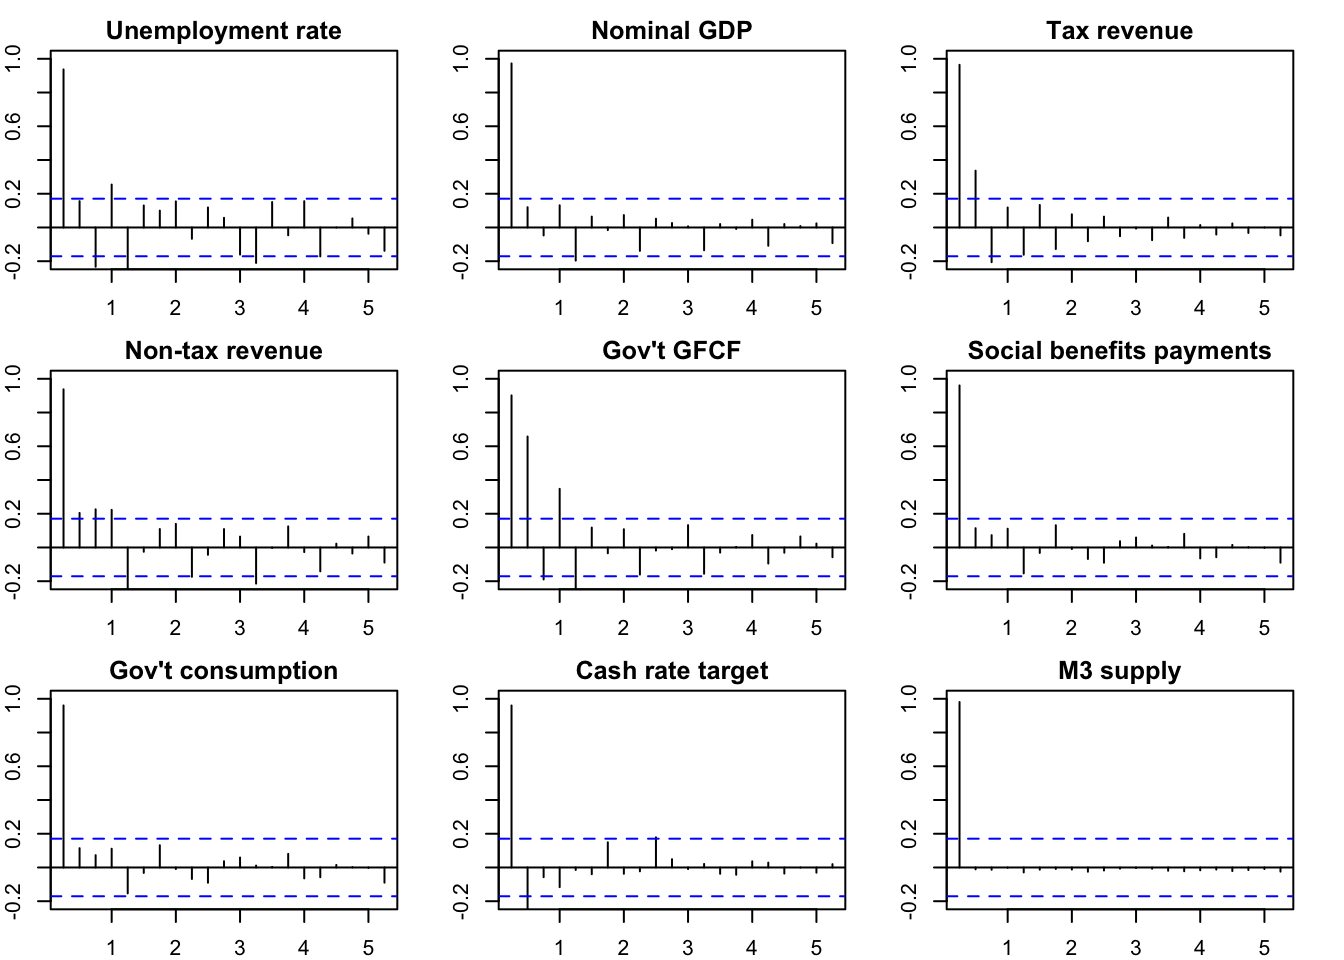 Unemployment rate
Nominal GDP
Tax revenue
1.0
0.6
0.2
-0.2
1 2 3 4 5
1.0
0.6
0.2
-0.2
1 2 3 4 5
1.0
0.6
0.2
-0.2
1 2 3 4 5
Non-tax revenue
Gov't GFCF
Social benefits payments
1.0
0.6
0.2
-0.2
1 2 3 4 5
1.0
0.6
0.2
-0.2
1 2 3 4 5
1.0
0.6
0.2
-0.2
1 2 3 4 5
Gov't consumption
Cash rate target
M3 supply
1.0
0.6
0.2
-0.2
1 2 3 4 5
1.0
0.6
0.2
-0.2
1 2 3 4 5
1.0
0.6
0.2
-0.2
1 2 3 4 5